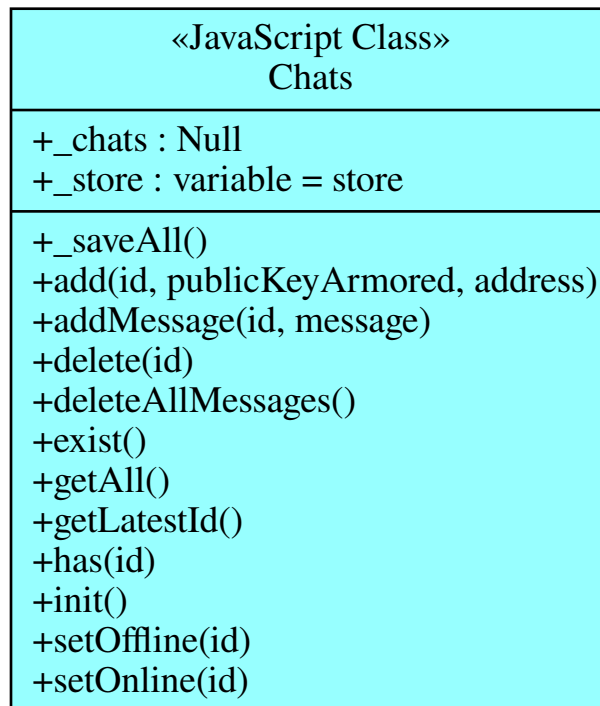 «JavaScript Class»
Chats
+_chats : Null
+_store : variable = store
+_saveAll()
+add(id, publicKeyArmored, address)
+addMessage(id, message)
+delete(id)
+deleteAllMessages()
+exist()
+getAll()
+getLatestId()
+has(id)
+init()
+setOffline(id)
+setOnline(id)